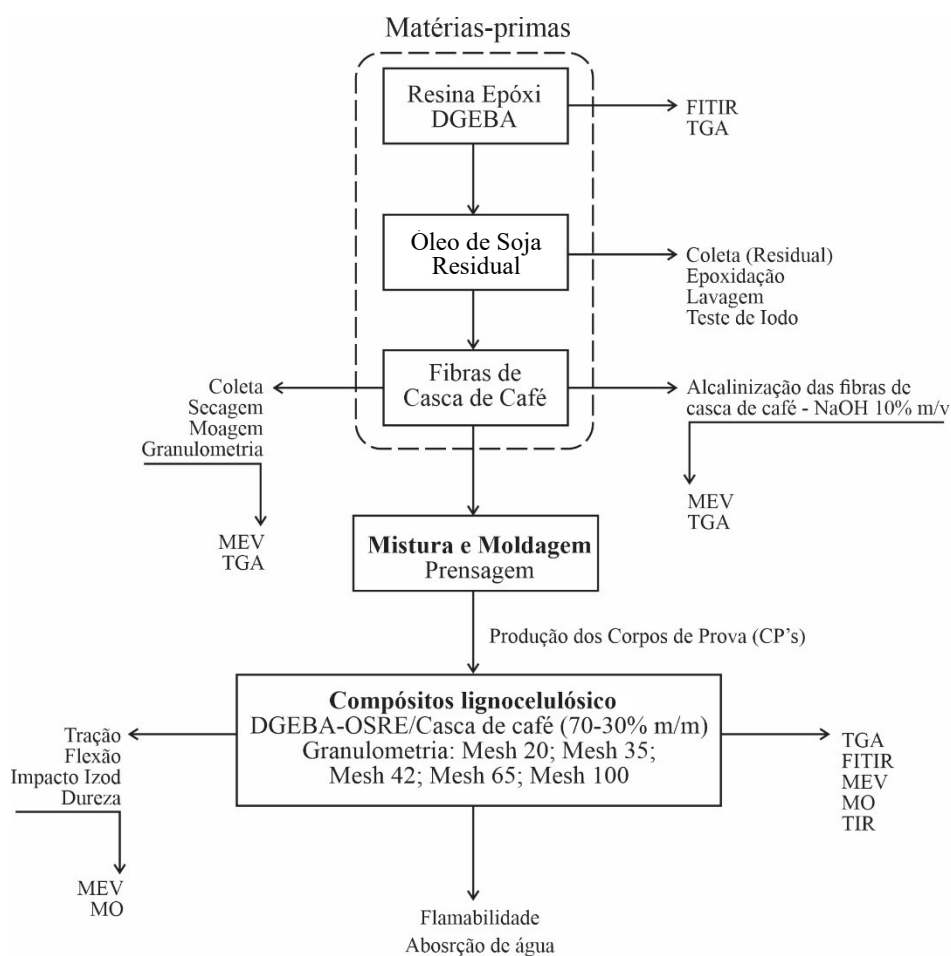 Matérias-primas
Resina Epóxi
DGEBA
FITIR
TGA
Óleo de Soja
Residual
Coleta (Residual)
Epoxidação
Lavagem
Teste de Iodo
Fibras de
Casca de Café
Coleta
Secagem
Moagem
Granulometria
MEV
TGA
Alcalinização das fibras de
casca de café - NaOH 10% m/v
MEV
TGA
Mistura e Moldagem
Prensagem
Produção dos Corpos de Prova (CP's)
Compósitos lignocelulósico
DGEBA-OSRE/Casca de café (70-30% m/m)
Granulometria: Mesh 20; Mesh 35;
Mesh 42; Mesh 65; Mesh 100
Tração
Flexão
Impacto Izod
Dureza
MEV
MO
TGA
FITIR
MEV
MO
TIR
Flamabilidade
Abosrção de água